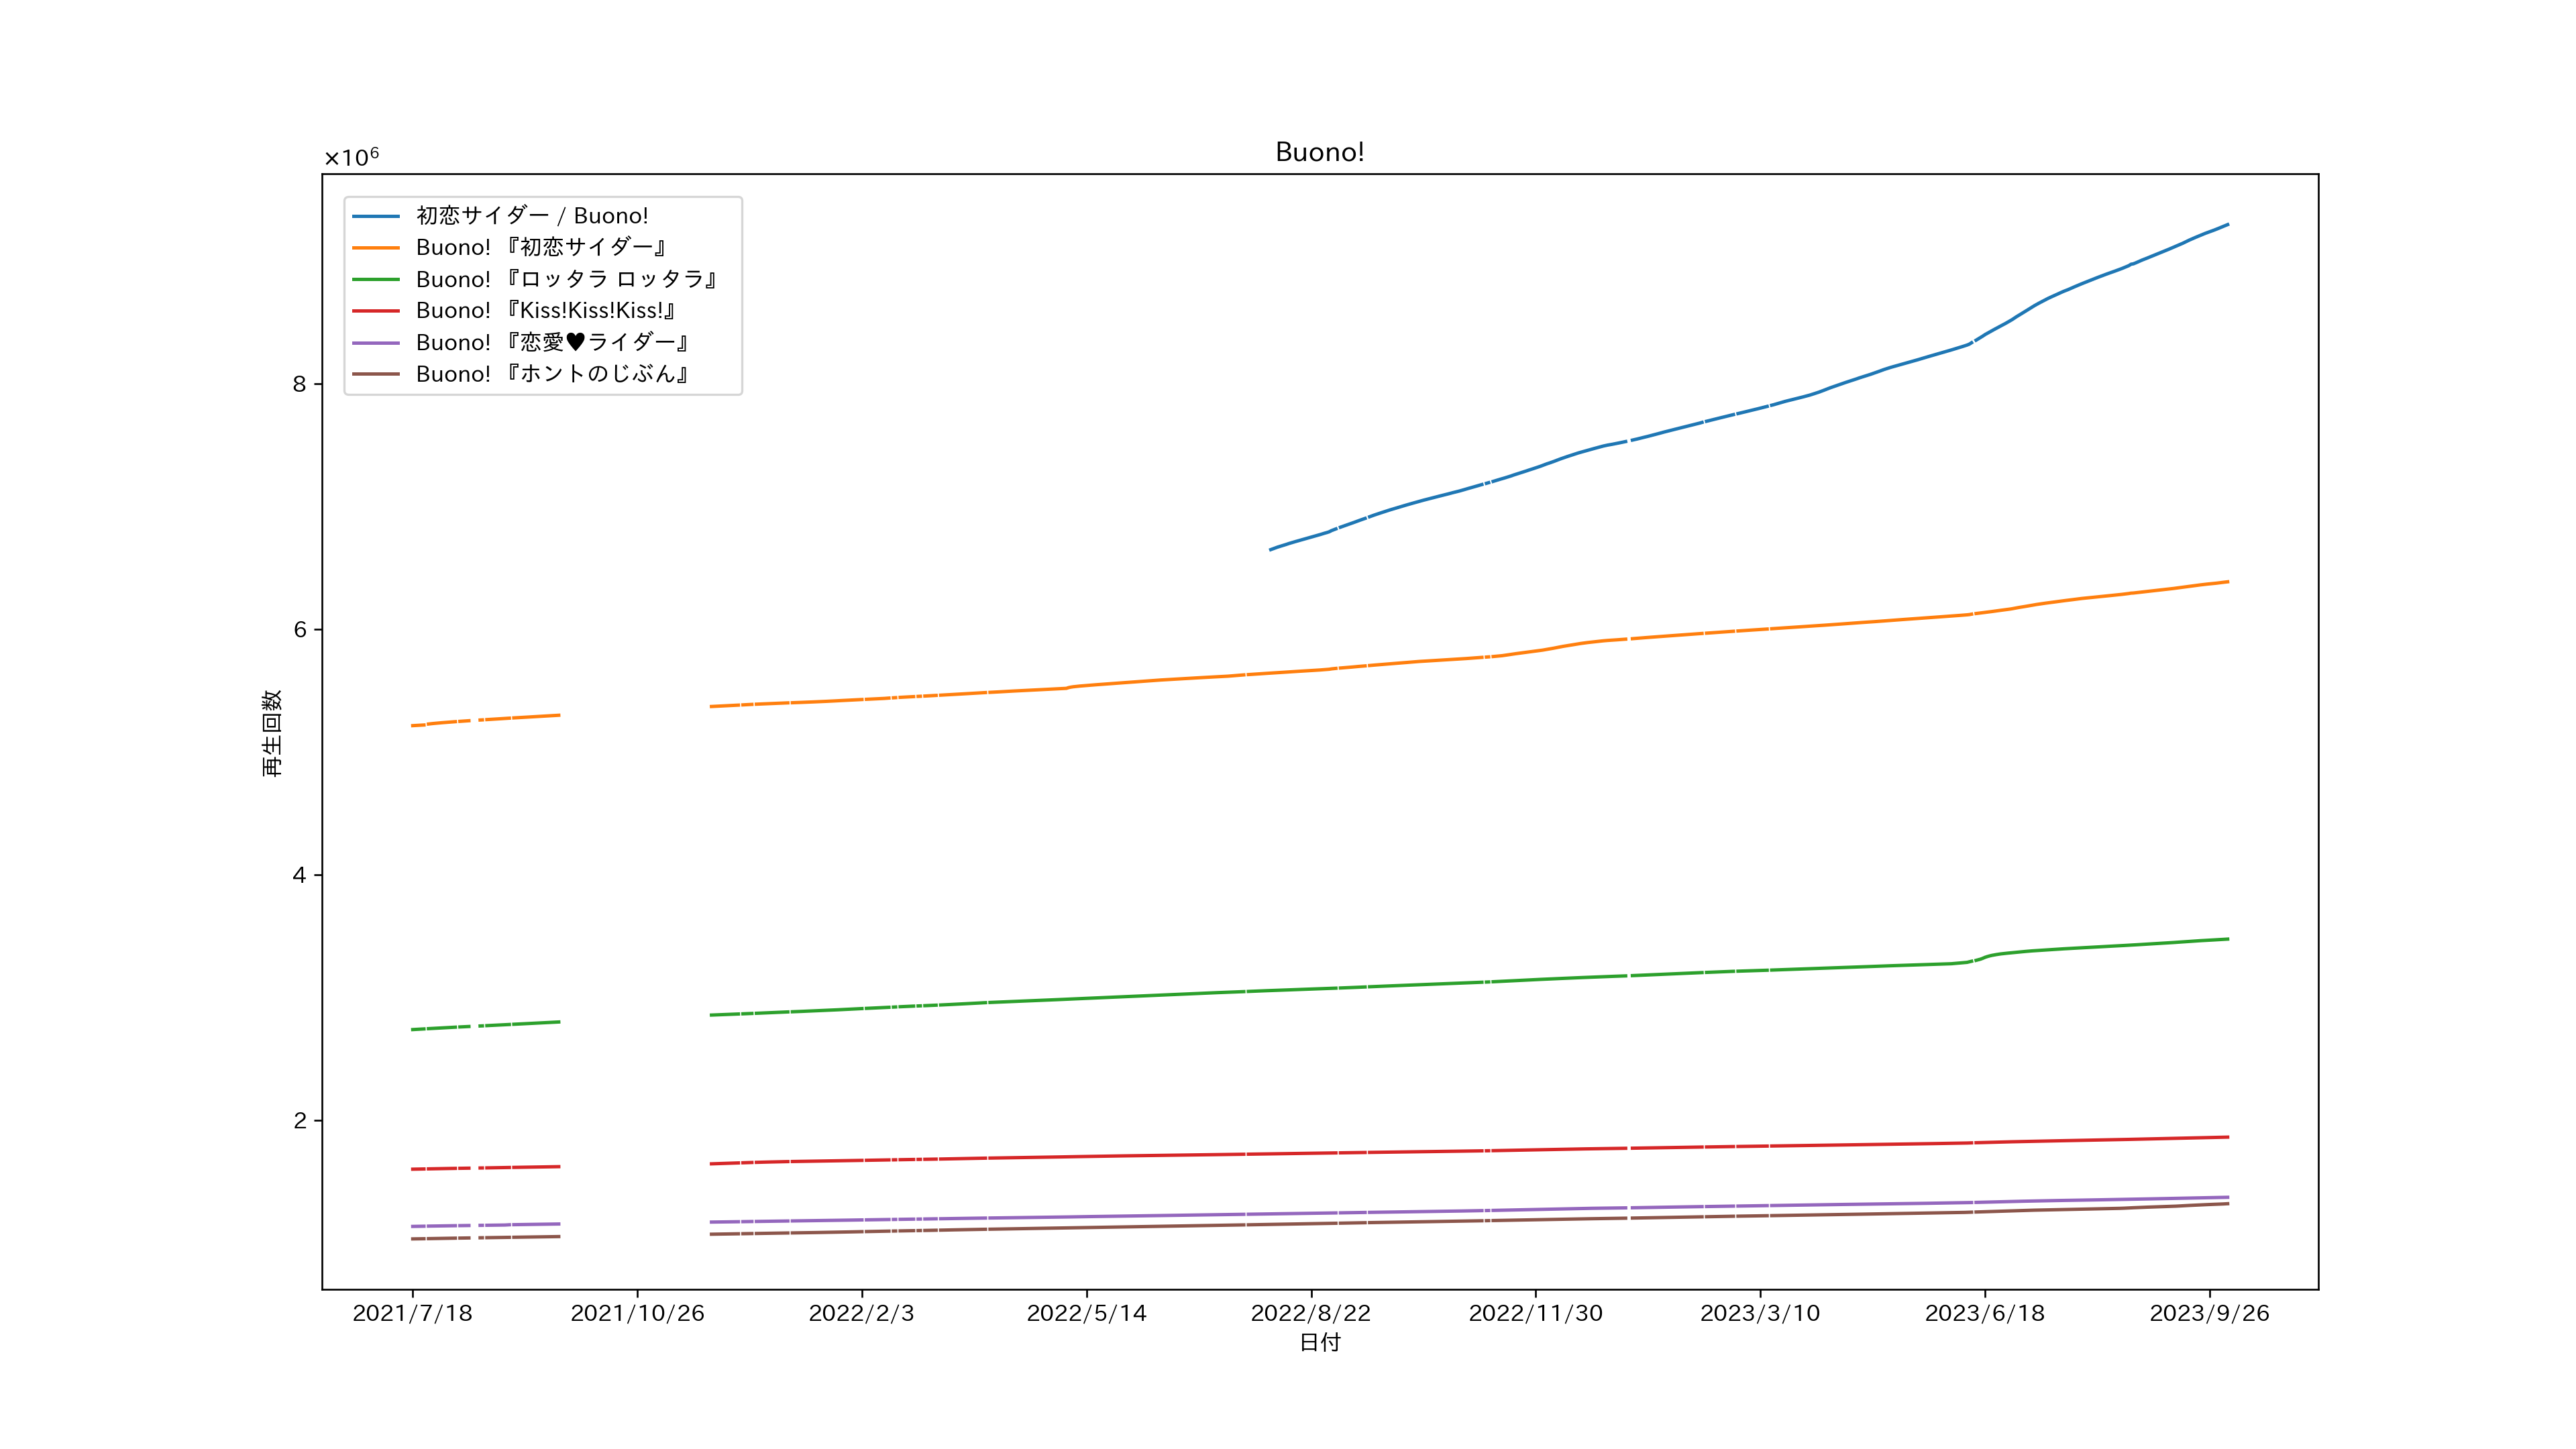 Buono!
×10⁶
初恋サイダー / Buono!
Buono! 『初恋サイダー』
Buono! 『ロッタラ ロッタラ』
Buono! 『Kiss!Kiss!Kiss!』
Buono! 『恋愛♥ライダー』
Buono! 『ホントのじぶん』
8
6
4
2
再生回数
2021/7/18 2021/10/26 2022/2/3 2022/5/14 2022/8/22 2022/11/30 2023/3/10 2023/6/18 2023/9/26
日付